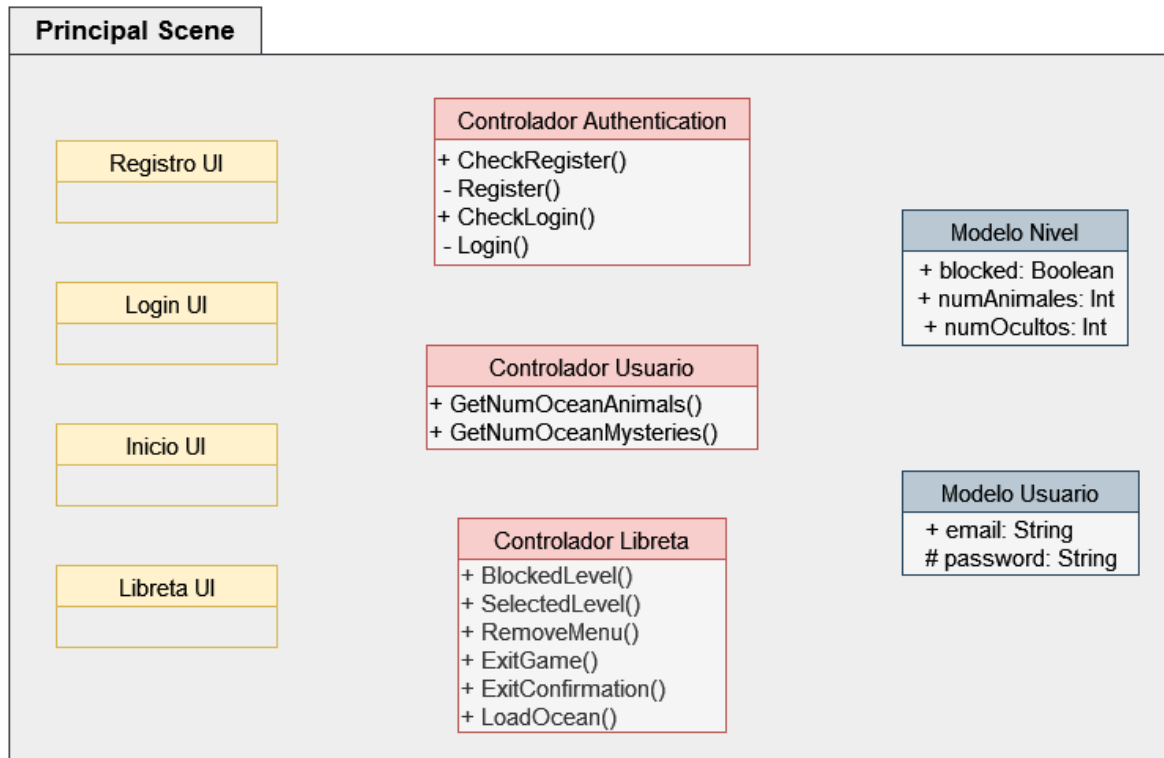 Principal Scene
Registro UI
Login UI
Inicio UI
Libreta UI
Controlador Authentication
+ CheckRegister()
- Register()
+ CheckLogin()
- Login()
Controlador Usuario
+ GetNumOceanAnimals()
+ GetNumOceanMysteries()
Controlador Libreta
+ BlockedLevel()
+ SelectedLevel()
+ RemoveMenu()
+ ExitGame()
+ ExitConfirmation()
+ LoadOcean()
Modelo Nivel
+ blocked: Boolean
+ numAnimales: Int
+ numOcultos: Int
Modelo Usuario
+ email: String
# password: String